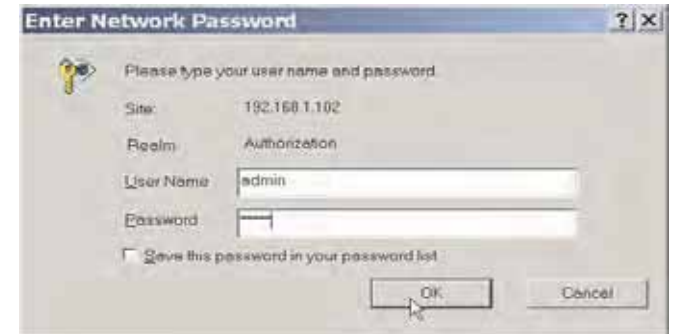 Enter Network Password ? X
Please type your user name and password.
Site: 192.168.1.102
Realm Authorization
User Name admin
Password
Save this password in your password list
OK Cancel